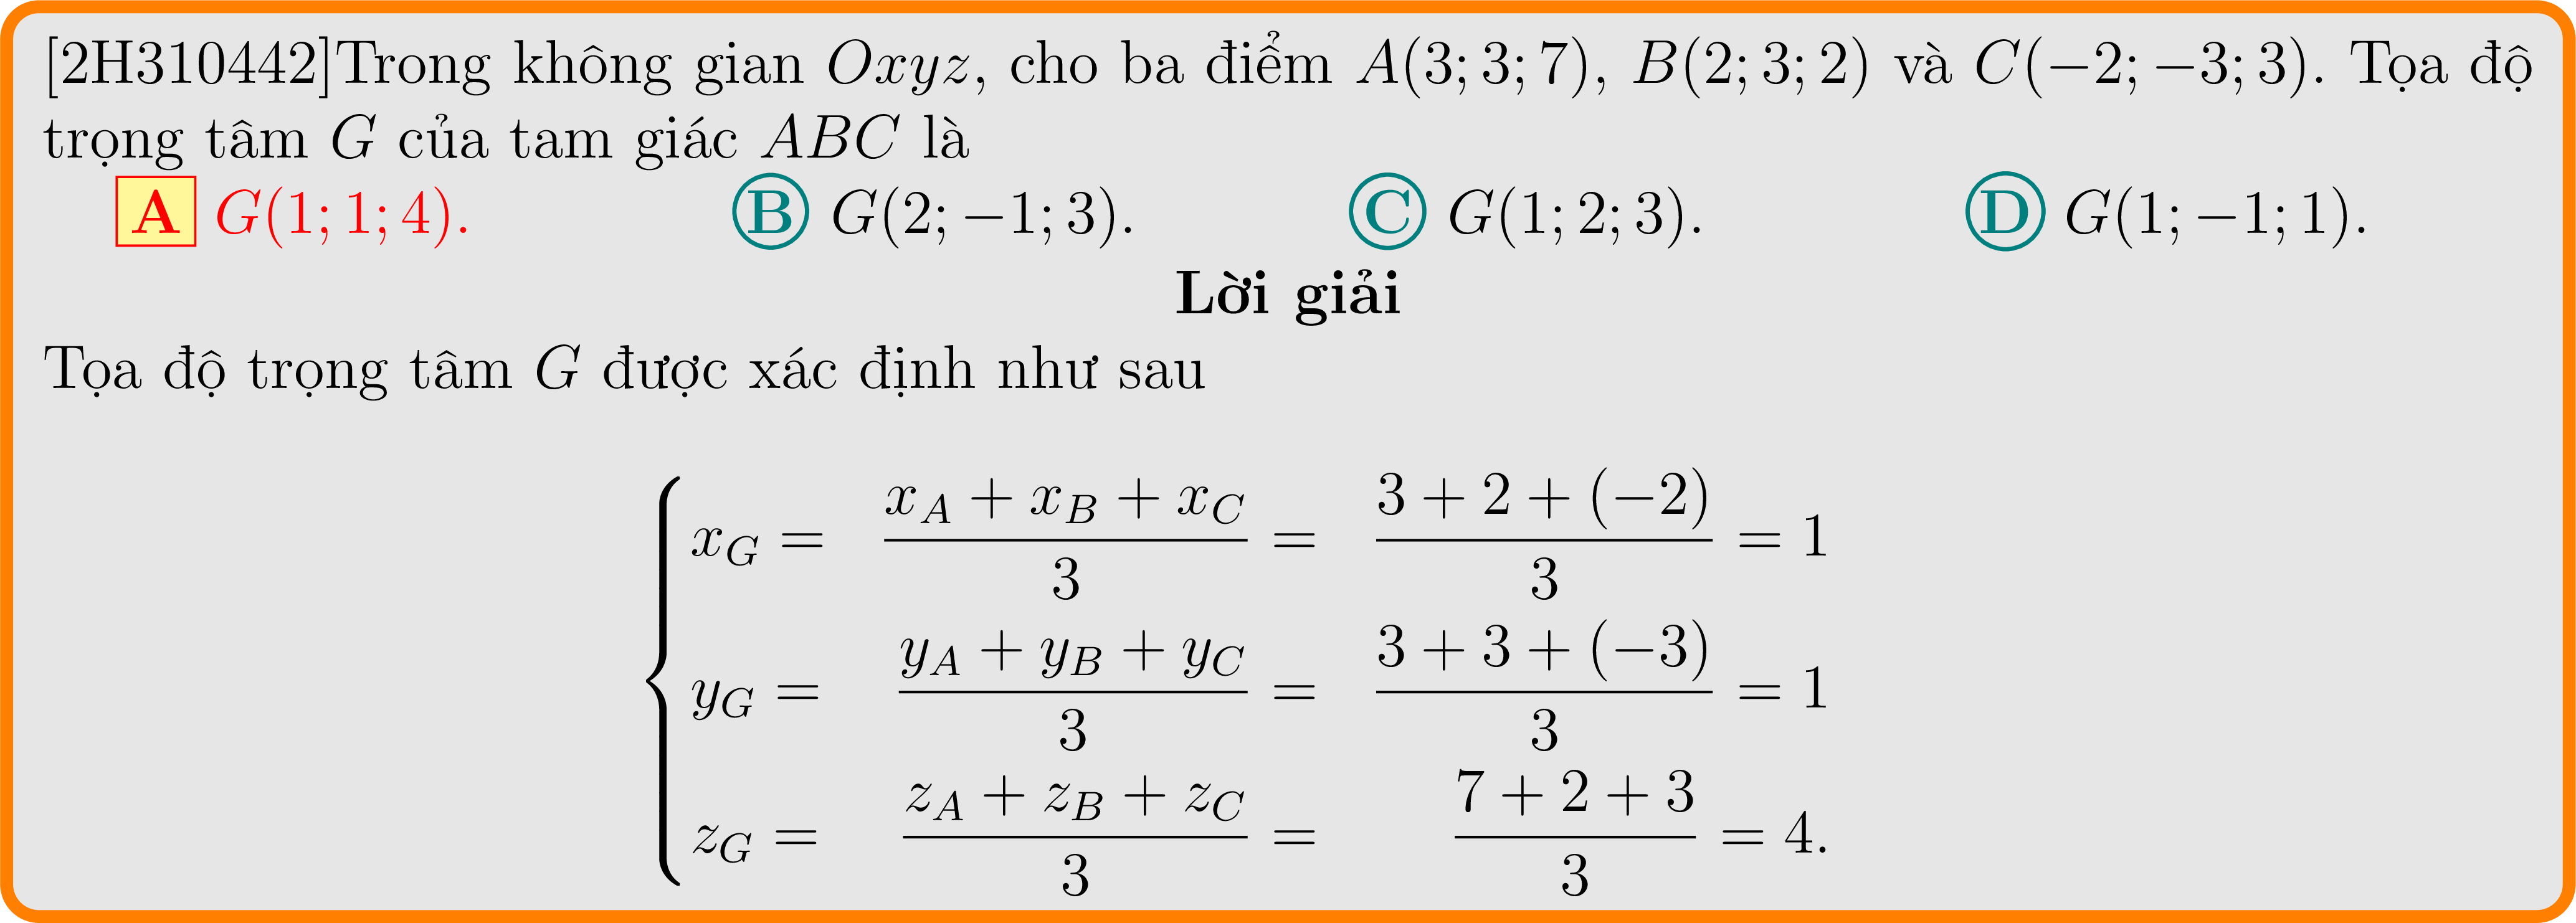 [2H310442]Trong không gian Oxyz, cho ba điểm A(3; 3; 7), B(2; 3; 2) và C(−2; −3; 3). Tọa độ
trọng tâm G của tam giác ABC là
A G(1; 1; 4). B G(2; −1; 3). C G(1; 2; 3). D G(1; −1; 1).
Lời giải
Tọa độ trọng tâm G được xác định như sau
x_G = \frac{x_A + x_B + x_C}{3} = \frac{3 + 2 + (−2)}{3} = 1
y_G = \frac{y_A + y_B + y_C}{3} = \frac{3 + 3 + (−3)}{3} = 1
z_G = \frac{z_A + z_B + z_C}{3} = \frac{7 + 2 + 3}{3} = 4.